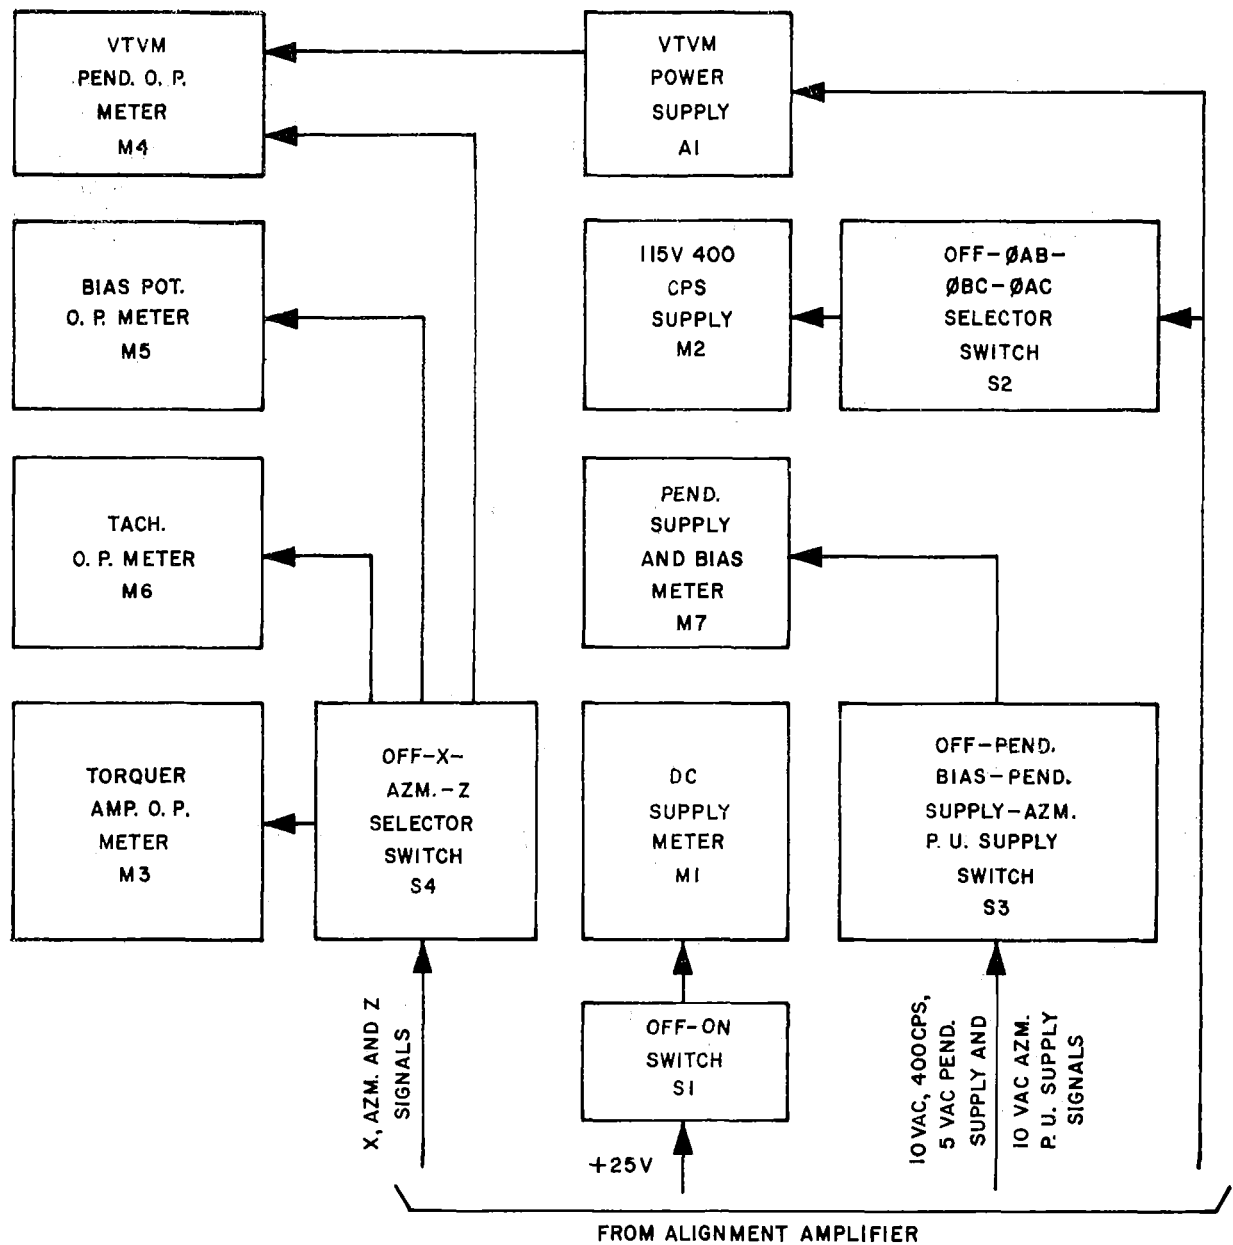 VTVM
PEND. O. P.
METER
M4
VTVM
POWER
SUPPLY
A1
BIAS POT.
O. P. METER
M5
115V 400
CPS
SUPPLY
M2
OFF-ØAB-
ØBC-ØAC
SELECTOR
SWITCH
S2
TACH.
O. P. METER
M6
PEND.
SUPPLY
AND BIAS
METER
M7
TORQUER
AMP. O. P.
METER
M3
OFF-X-
AZM.-Z
SELECTOR
SWITCH
S4
DC
SUPPLY
METER
M1
OFF-PEND.
BIAS-PEND.
SUPPLY-AZM.
P. U. SUPPLY
SWITCH
S3
X, AZM. AND Z
SIGNALS
OFF-ON
SWITCH
S1
+25V
10 VAC, 400CPS,
5 VAC PEND.
SUPPLY AND
10 VAC AZM.
P. U. SUPPLY
SIGNALS
FROM ALIGNMENT AMPLIFIER